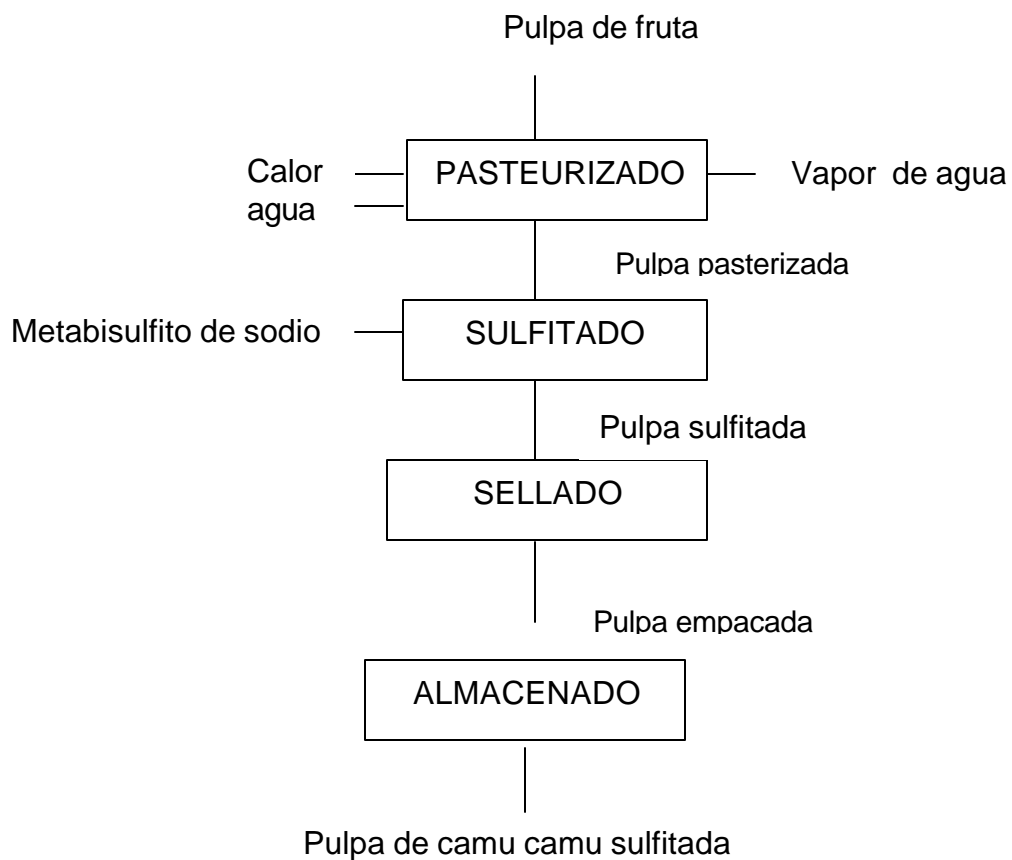 Pulpa de fruta
Calor
agua
PASTEURIZADO
Vapor de agua
Pulpa pasterizada
Metabisulfito de sodio
SULFITADO
Pulpa sulfitada
SELLADO
Pulpa empacada
ALMACENADO
Pulpa de camu camu sulfitada